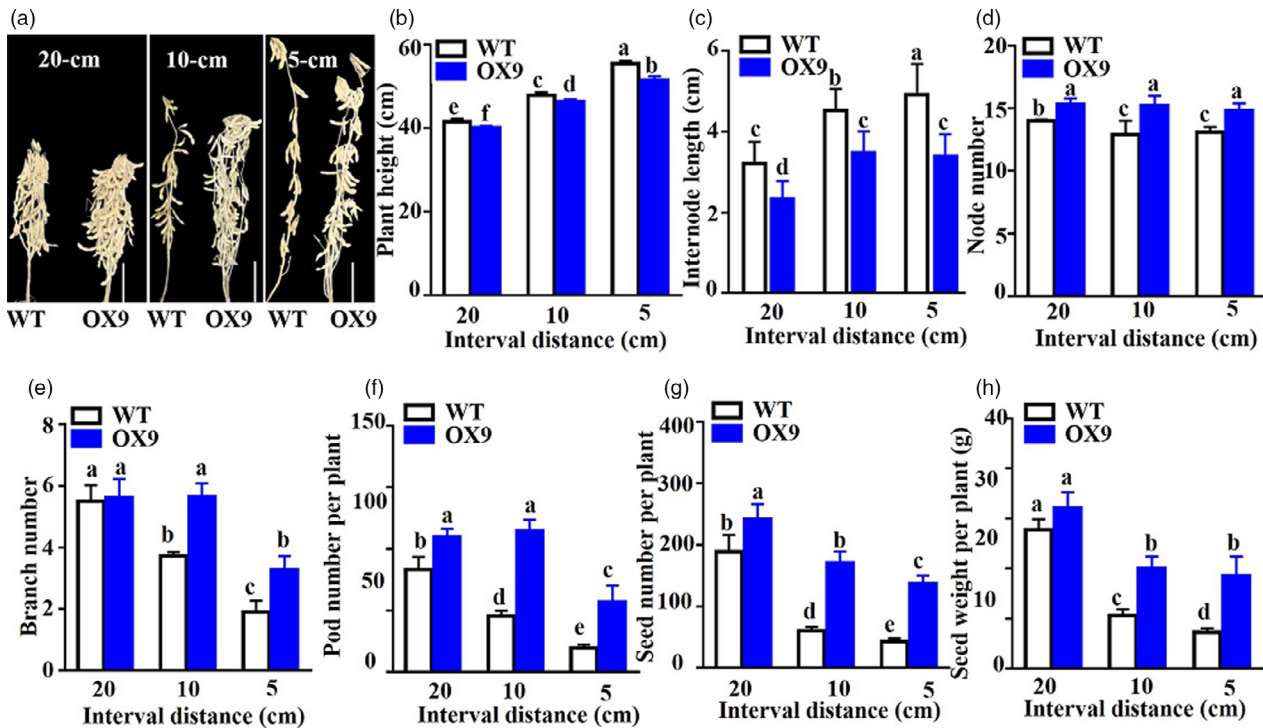 (a)
20-cm 10-cm 5-cm
WT OX9 WT OX9 WT OX9
(b)
WT
OX9
Plant height (cm)
60
40
20
0
e f c d a b
20 10 5
Interval distance (cm)
(c)
WT
OX9
Internode length (cm)
6
4
2
0
c d b c a c
20 10 5
Interval distance (cm)
(d)
WT
OX9
Node number
20
15
10
5
0
b a c a c a
20 10 5
Interval distance (cm)
(e)
WT
OX9
Branch number
8
6
4
2
0
a a b a c b
20 10 5
Interval distance (cm)
(f)
WT
OX9
Pod number per plant
150
100
50
0
b a d a e c
20 10 5
Interval distance (cm)
(g)
WT
OX9
Seed number per plant
400
300
200
100
0
b a d b e c
20 10 5
Interval distance (cm)
(h)
WT
OX9
Seed weight per plant (g)
40
30
20
10
0
a a c b d b
20 10 5
Interval distance (cm)